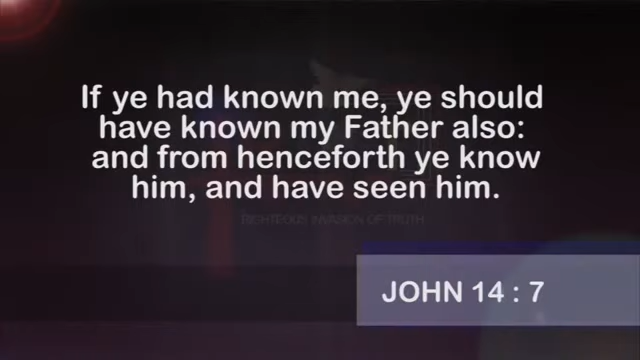 If ye had known me, ye should
have known my Father also:
and from henceforth ye know
him, and have seen him.
RIGHTEOUS INVASION OF TRUTH
JOHN 14 : 7